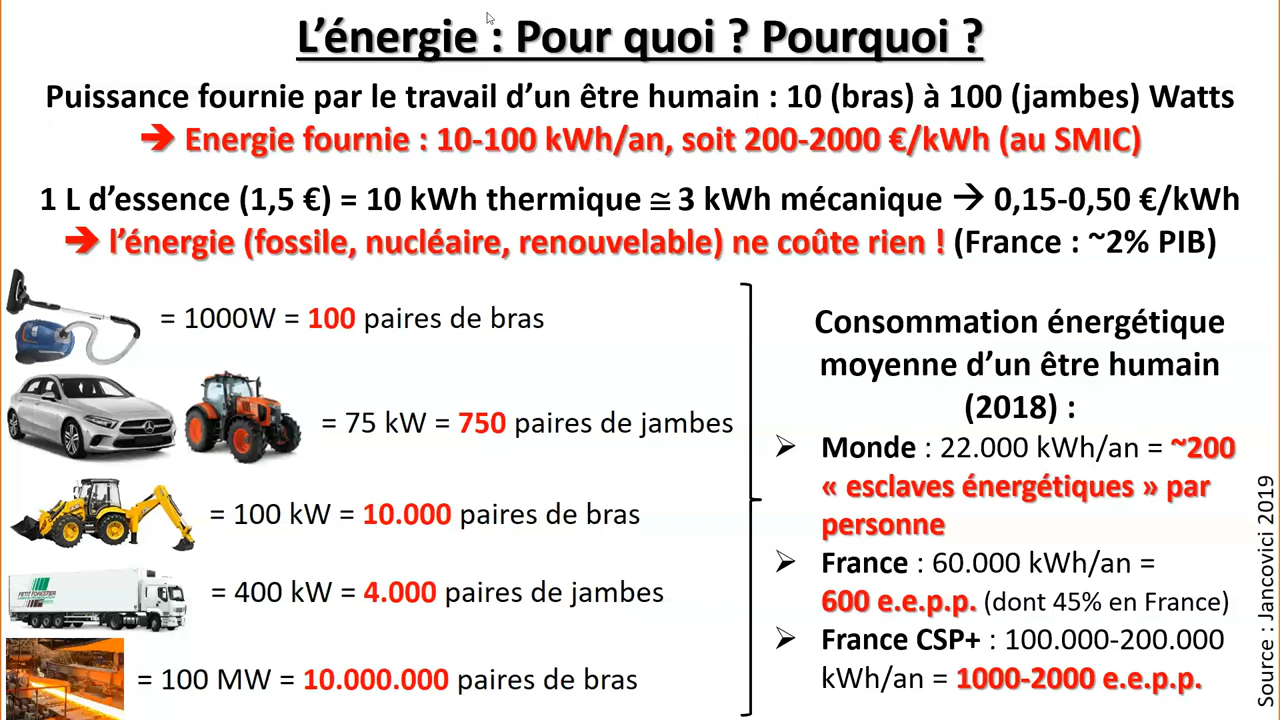 L'énergie : Pour quoi ? Pourquoi ?
Puissance fournie par le travail d'un être humain : 10 (bras) à 100 (jambes) Watts
➔ Energie fournie : 10-100 kWh/an, soit 200-2000 €/kWh (au SMIC)
1 L d'essence (1,5 €) = 10 kWh thermique ≅ 3 kWh mécanique → 0,15-0,50 €/kWh
➔ l'énergie (fossile, nucléaire, renouvelable) ne coûte rien ! (France : ~2% PIB)
= 1000W = 100 paires de bras
= 75 kW = 750 paires de jambes
= 100 kW = 10.000 paires de bras
PETIT FORESTIER
= 400 kW = 4.000 paires de jambes
= 100 MW = 10.000.000 paires de bras
Consommation énergétique
moyenne d'un être humain
(2018) :
➢ Monde : 22.000 kWh/an = ~200
« esclaves énergétiques » par
personne
➢ France : 60.000 kWh/an =
600 e.e.p.p. (dont 45% en France)
➢ France CSP+ : 100.000-200.000
kWh/an = 1000-2000 e.e.p.p.
Source : Jancovici 2019